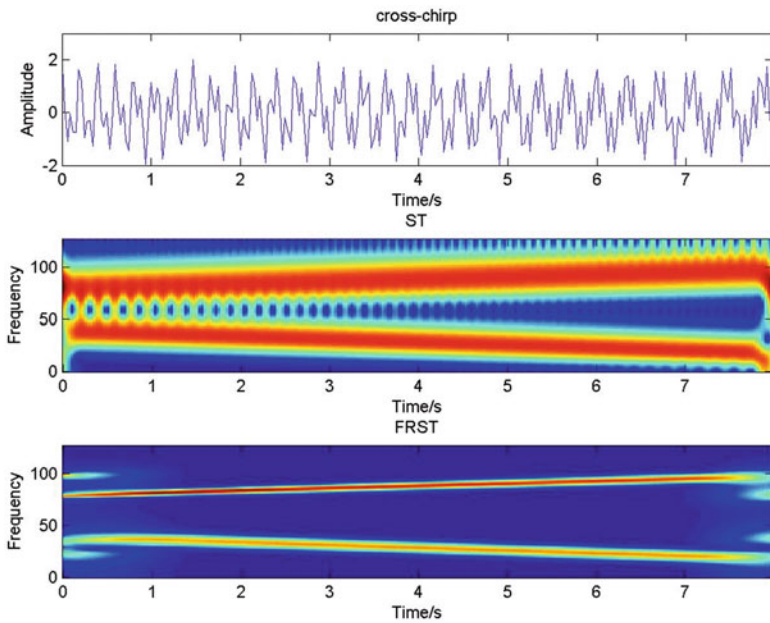 cross-chirp
Amplitude
2
0
-2
0 1 2 3 4 5 6 7
Time/s
ST
Frequency
100
50
0
0 1 2 3 4 5 6 7
Time/s
FRST
Frequency
100
50
0
0 1 2 3 4 5 6 7
Time/s